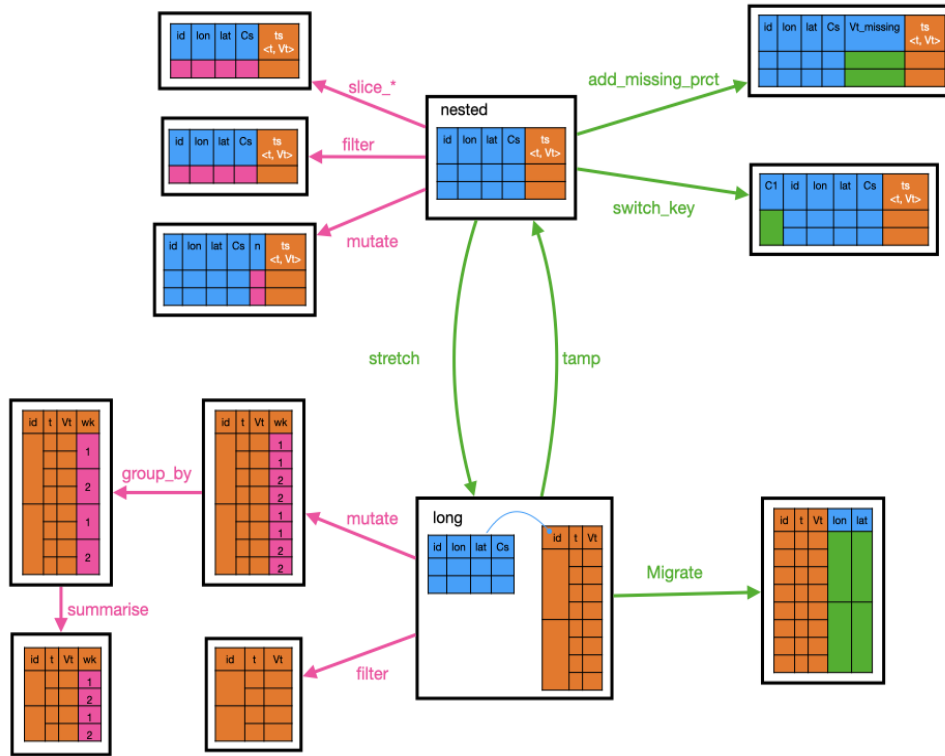 id lon lat Cs ts
<t, Vt>
id lon lat Cs Vt_missing ts
<t, Vt>
slice_*
add_missing_prct
nested
id lon lat Cs ts
<t, Vt>
filter
id lon lat Cs ts
<t, Vt>
C1 id lon lat Cs ts
<t, Vt>
switch_key
mutate
id lon lat Cs n ts
<t, Vt>
stretch
tamp
id t Vt wk
1
2
1
2
group_by
id t Vt wk
1
1
2
2
1
1
2
2
mutate
long
id lon lat Cs
id t Vt
Migrate
id t Vt lon lat
summarise
id t Vt wk
1
2
1
2
id t Vt
filter